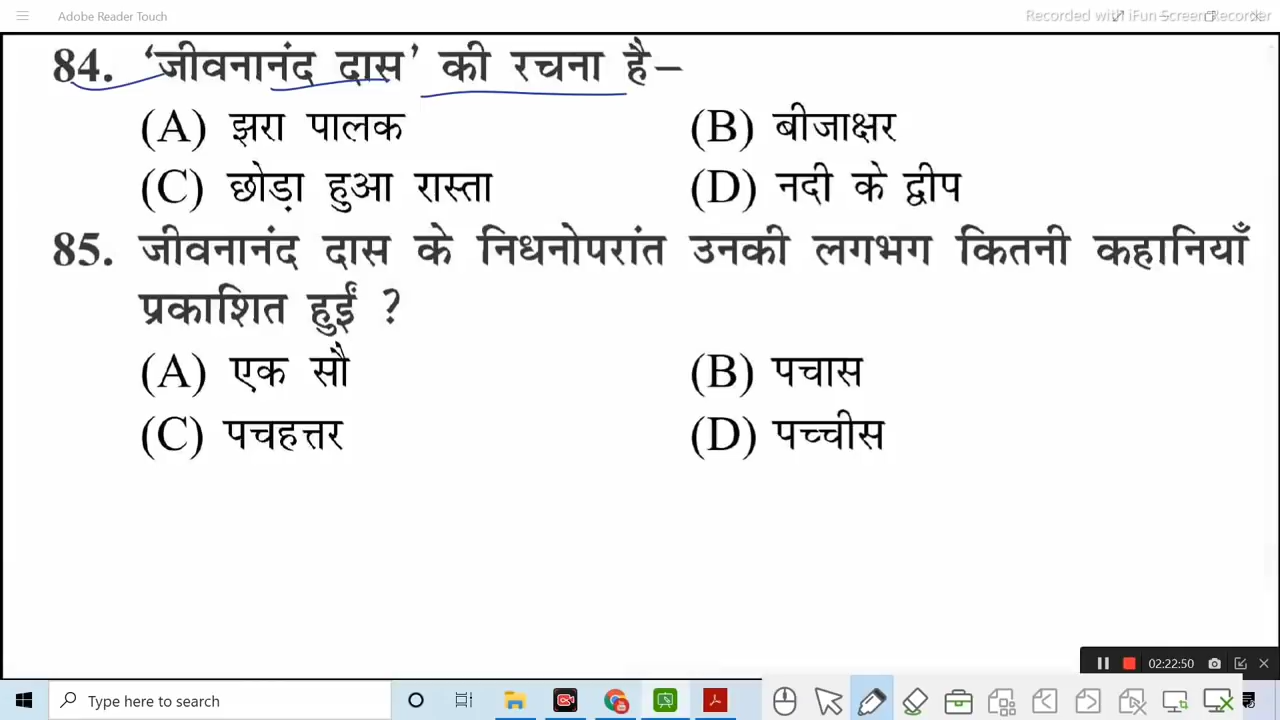 Adobe Reader Touch
Recorded with iFun Screen Recorder
84. ‘जीवनानंद दास’ की रचना है–
(A) झरा पालक (B) बीजाक्षर
(C) छोड़ा हुआ रास्ता (D) नदी के द्वीप
85. जीवनानंद दास के निधनोपरांत उनकी लगभग कितनी कहानियाँ
प्रकाशित हुईं ?
(A) एक सौ (B) पचास
(C) पचहत्तर (D) पच्चीस
02:22:50
Type here to search